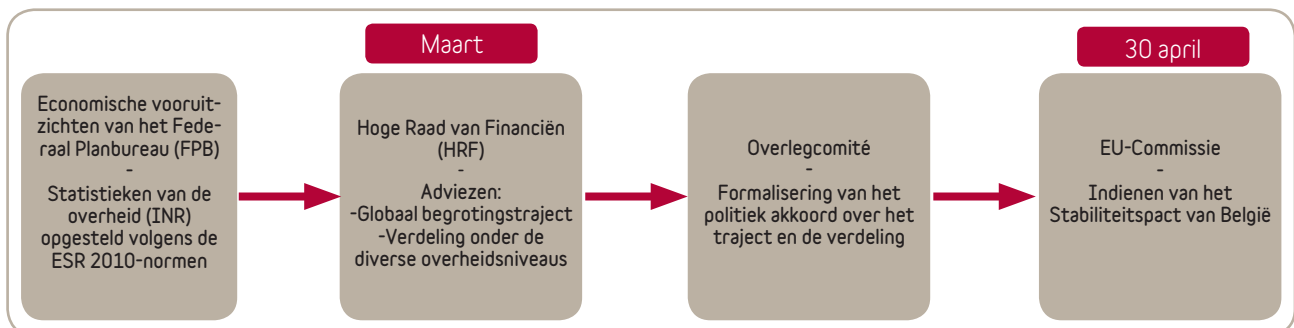 Maart
30 april
Economische vooruit-
zichten van het Fede-
raal Planbureau (FPB)
-
Statistieken van de
overheid (INR)
opgesteld volgens de
ESR 2010-normen
Hoge Raad van Financiën
(HRF)
-
Adviezen:
-Globaal begrotingstraject
-Verdeling onder de
diverse overheidsniveaus
Overlegcomité
-
Formalisering van het
politiek akkoord over het
traject en de verdeling
EU-Commissie
-
Indienen van het
Stabiliteitspact van België